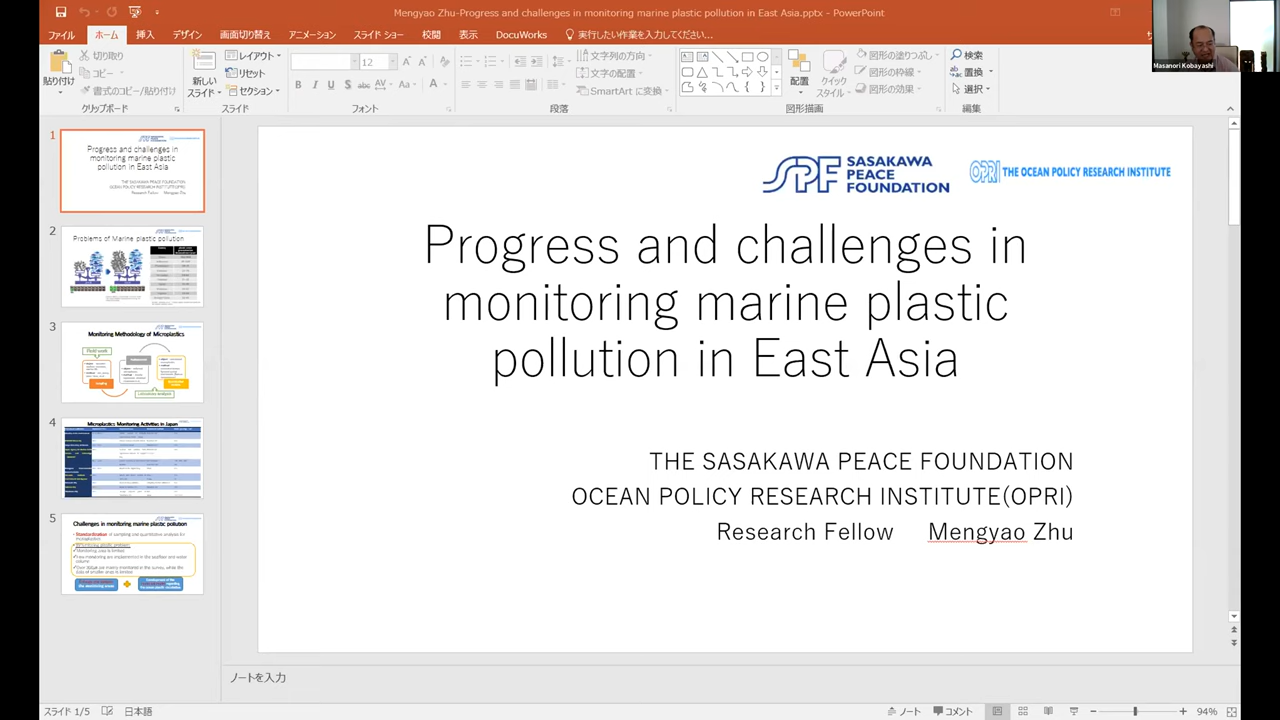 Mengyao Zhu-Progress and challenges in monitoring marine plastic pollution in East Asia.pptx - PowerPoint
ファイル ホーム 挿入 デザイン 画面切り替え アニメーション スライド ショー 校閲 表示 DocuWorks 実行したい作業を入力してください...
Masanori Kobayashi
貼り付け
切り取り
コピー
書式のコピー/貼り付け
クリップボード
新しい
スライド
レイアウト
リセット
セクション
スライド
12
フォント
文字列の方向
文字の配置
SmartArt に変換
段落
配置
クイック
スタイル
図形の塗りつぶし
図形の枠線
図形の効果
図形描画
検索
置換
選択
編集
1
Progress and challenges in
monitoring marine plastic
pollution in East Asia
THE SASAKAWA PEACE FOUNDATION
OCEAN POLICY RESEARCH INSTITUTE(OPRI)
Research Fellow Mengyao Zhu
2
Problems of Marine plastic pollution
3
Monitoring Methodology of Microplastics
4
Microplastics Monitoring Activities in Japan
5
Challenges in monitoring marine plastic pollution
SPF SASAKAWA
PEACE
FOUNDATION
OPRI THE OCEAN POLICY RESEARCH INSTITUTE
Progress and challenges in
monitoring marine plastic
pollution in East Asia
THE SASAKAWA PEACE FOUNDATION
OCEAN POLICY RESEARCH INSTITUTE(OPRI)
Research Fellow Mengyao Zhu
ノートを入力
スライド 1/5 日本語 ノート コメント 94%